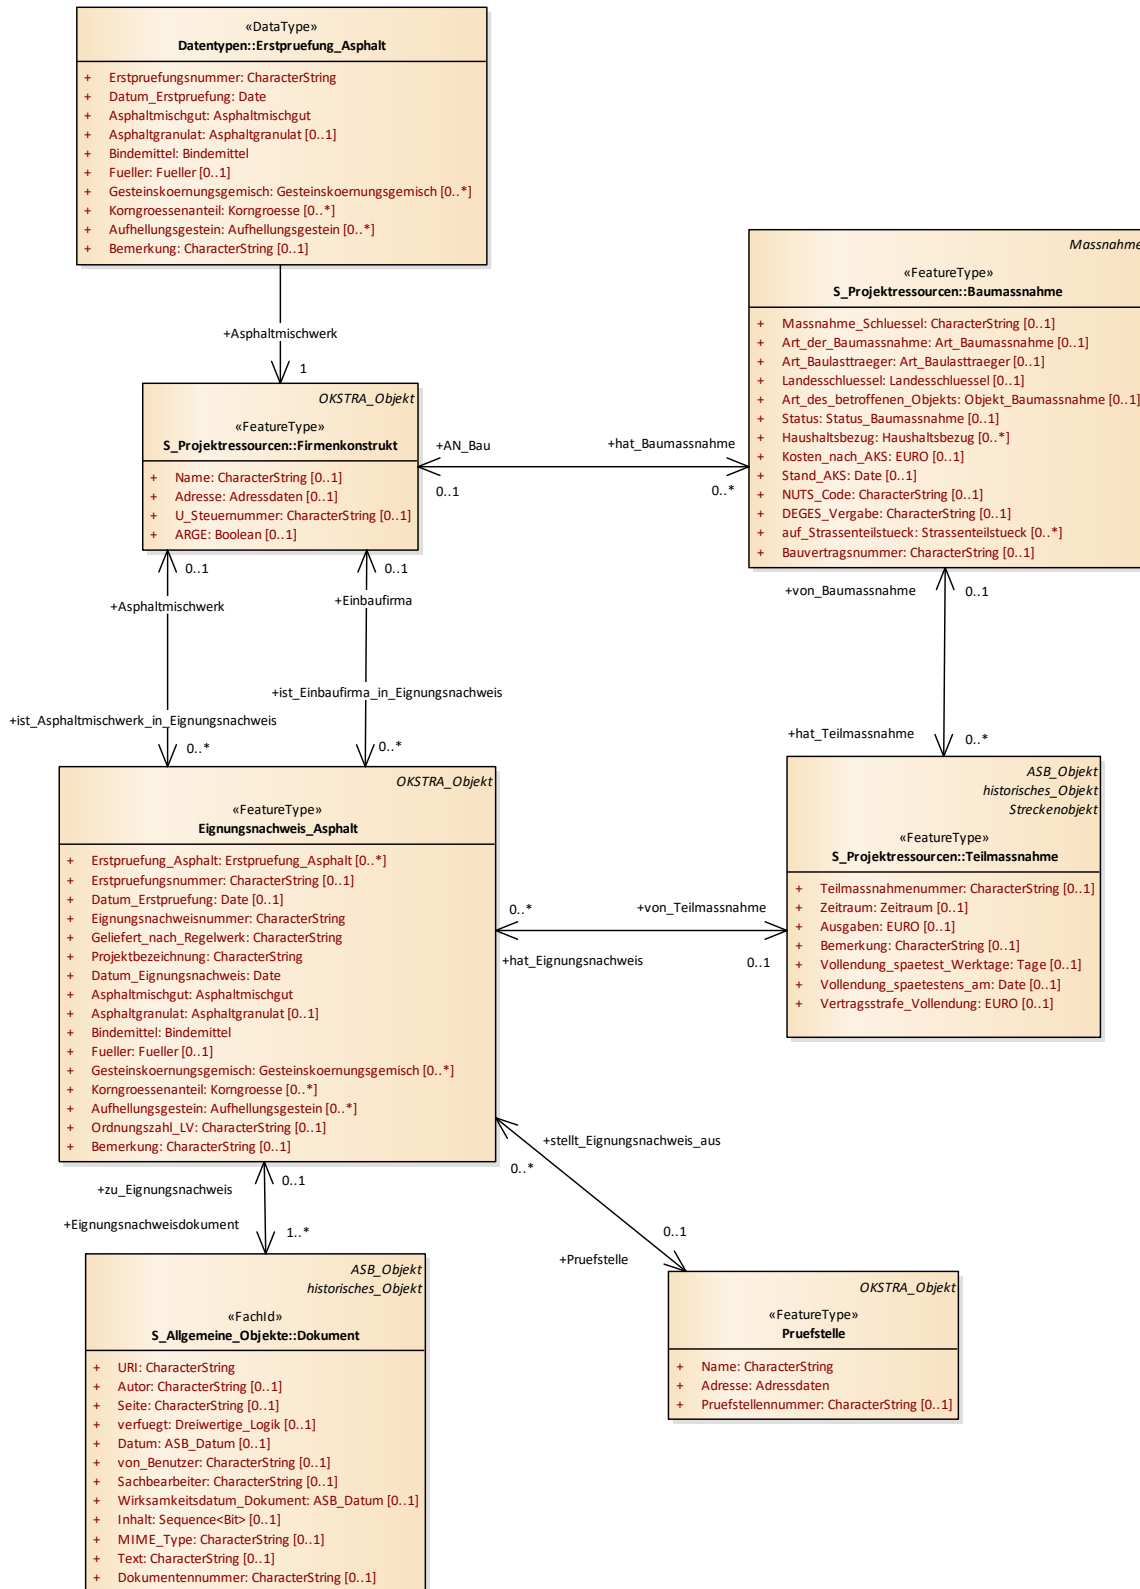 «DataType»
Datentypen::Erstpruefung_Asphalt
+ Erstpruefungsnummer: CharacterString
+ Datum_Erstpruefung: Date
+ Asphaltmischgut: Asphaltmischgut
+ Asphaltgranulat: Asphaltgranulat [0..1]
+ Bindemittel: Bindemittel
+ Fueller: Fueller [0..1]
+ Gesteinskoernungsgemisch: Gesteinskoernungsgemisch [0..*]
+ Korngroessenanteil: Korngroesse [0..*]
+ Aufhellungsgestein: Aufhellungsgestein [0..*]
+ Bemerkung: CharacterString [0..1]
+Asphaltmischwerk
1
Massnahme
«FeatureType»
S_Projektressourcen::Baumassnahme
+ Massnahme_Schluessel: CharacterString [0..1]
+ Art_der_Baumassnahme: Art_Baumassnahme [0..1]
+ Art_Baulasttraeger: Art_Baulasttraeger [0..1]
+ Landesschluessel: Landesschluessel [0..1]
+ Art_des_betroffenen_Objekts: Objekt_Baumassnahme [0..1]
+ Status: Status_Baumassnahme [0..1]
+ Haushaltsbezug: Haushaltsbezug [0..*]
+ Kosten_nach_AKS: EURO [0..1]
+ Stand_AKS: Date [0..1]
+ NUTS_Code: CharacterString [0..1]
+ DEGES_Vergabe: CharacterString [0..1]
+ auf_Strassenteilstueck: Strassenteilstueck [0..*]
+ Bauvertragsnummer: CharacterString [0..1]
OKSTRA_Objekt
«FeatureType»
S_Projektressourcen::Firmenkonstrukt
+ Name: CharacterString [0..1]
+ Adresse: Adressdaten [0..1]
+ U_Steuernummer: CharacterString [0..1]
+ ARGE: Boolean [0..1]
+AN_Bau
0..1
+hat_Baumassnahme
0..*
0..1
+Asphaltmischwerk
0..1
+Einbaufirma
+von_Baumassnahme
0..1
+ist_Einbaufirma_in_Eignungsnachweis
+ist_Asphaltmischwerk_in_Eignungsnachweis
0..*
0..*
+hat_Teilmassnahme
0..*
OKSTRA_Objekt
«FeatureType»
Eignungsnachweis_Asphalt
+ Erstpruefung_Asphalt: Erstpruefung_Asphalt [0..*]
+ Erstpruefungsnummer: CharacterString [0..1]
+ Datum_Erstpruefung: Date [0..1]
+ Eignungsnachweisnummer: CharacterString
+ Geliefert_nach_Regelwerk: CharacterString
+ Projektbezeichnung: CharacterString
+ Datum_Eignungsnachweis: Date
+ Asphaltmischgut: Asphaltmischgut
+ Asphaltgranulat: Asphaltgranulat [0..1]
+ Bindemittel: Bindemittel
+ Fueller: Fueller [0..1]
+ Gesteinskoernungsgemisch: Gesteinskoernungsgemisch [0..*]
+ Korngroessenanteil: Korngroesse [0..*]
+ Aufhellungsgestein: Aufhellungsgestein [0..*]
+ Ordnungszahl_LV: CharacterString [0..1]
+ Bemerkung: CharacterString [0..1]
ASB_Objekt
historisches_Objekt
Streckenobjekt
«FeatureType»
S_Projektressourcen::Teilmassnahme
+ Teilmassnahmenummer: CharacterString [0..1]
+ Zeitraum: Zeitraum [0..1]
+ Ausgaben: EURO [0..1]
+ Bemerkung: CharacterString [0..1]
+ Vollendung_spaetest_Werktage: Tage [0..1]
+ Vollendung_spaetestens_am: Date [0..1]
+ Vertragsstrafe_Vollendung: EURO [0..1]
0..*
+von_Teilmassnahme
+hat_Eignungsnachweis
0..1
+stellt_Eignungsnachweis_aus
0..*
0..1
+Pruefstelle
0..1
+zu_Eignungsnachweis
+Eignungsnachweisdokument
1..*
ASB_Objekt
historisches_Objekt
«FachId»
S_Allgemeine_Objekte::Dokument
+ URI: CharacterString
+ Autor: CharacterString [0..1]
+ Seite: CharacterString [0..1]
+ verfuegt: Dreiwertige_Logik [0..1]
+ Datum: ASB_Datum [0..1]
+ von_Benutzer: CharacterString [0..1]
+ Sachbearbeiter: CharacterString [0..1]
+ Wirksamkeitsdatum_Dokument: ASB_Datum [0..1]
+ Inhalt: Sequence<Bit> [0..1]
+ MIME_Type: CharacterString [0..1]
+ Text: CharacterString [0..1]
+ Dokumentennummer: CharacterString [0..1]
OKSTRA_Objekt
«FeatureType»
Pruefstelle
+ Name: CharacterString
+ Adresse: Adressdaten
+ Pruefstellennummer: CharacterString [0..1]